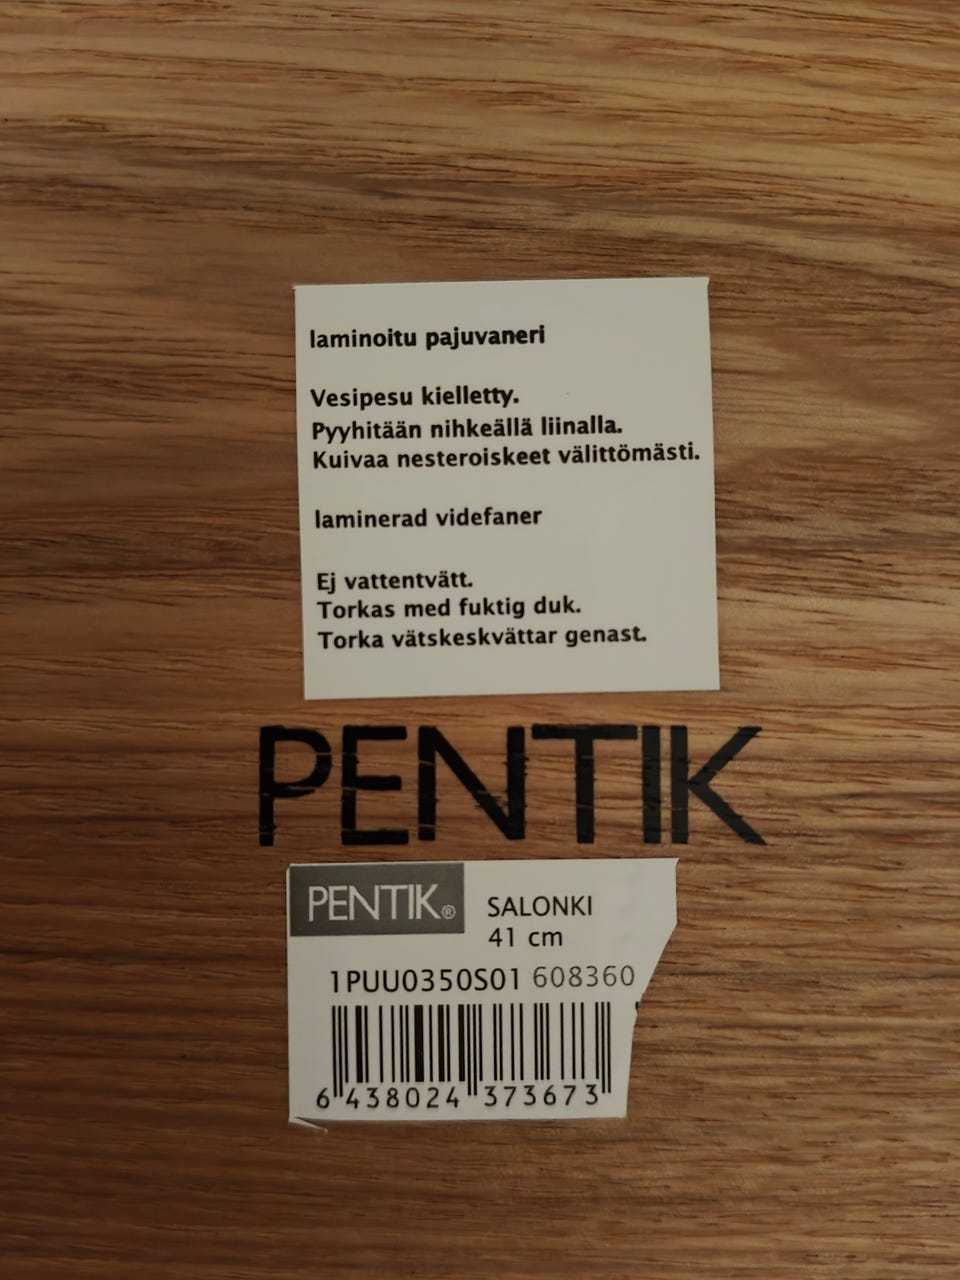 laminoitu pajuvaneri
Vesipesu kielletty.
Pyyhitään nihkeällä liinalla.
Kuivaa nesteroiskeet välittömästi.
laminerad videfaner
Ej vattentvätt.
Torkas med fuktig duk.
Torka vätskeskvättar genast.
PENTIK
PENTIK®
SALONKI
41 cm
1PUU0350S01 608360
6 438024 373673